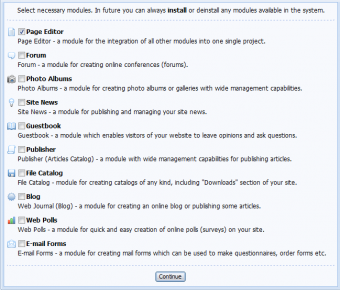 Select necessary modules. In future you can always install or deinstall any modules available in the system.
Page Editor
Page Editor - a module for the integration of all other modules into one single project.
Forum
Forum - a module for creating online conferences (forums).
Photo Albums
Photo Albums - a module for creating photo albums or galleries with wide management capabilities.
Site News
Site News - a module for publishing and managing your site news.
Guestbook
Guestbook - a module which enables visitors of your website to leave opinions and ask questions.
Publisher
Publisher (Articles Catalog) - a module with wide management capabilities for publishing articles.
File Catalog
File Catalog - module for creating catalogs of any kind, including "Downloads" section of your site.
Blog
Web Journal (Blog) - a module for creating an online blog or publishing some articles.
Web Polls
Web Polls - a module for quick and easy creation of online polls (surveys) on your site.
E-mail Forms
E-mail Forms - a module for creating mail forms which can be used to make questionnaires, order forms etc.
Continue